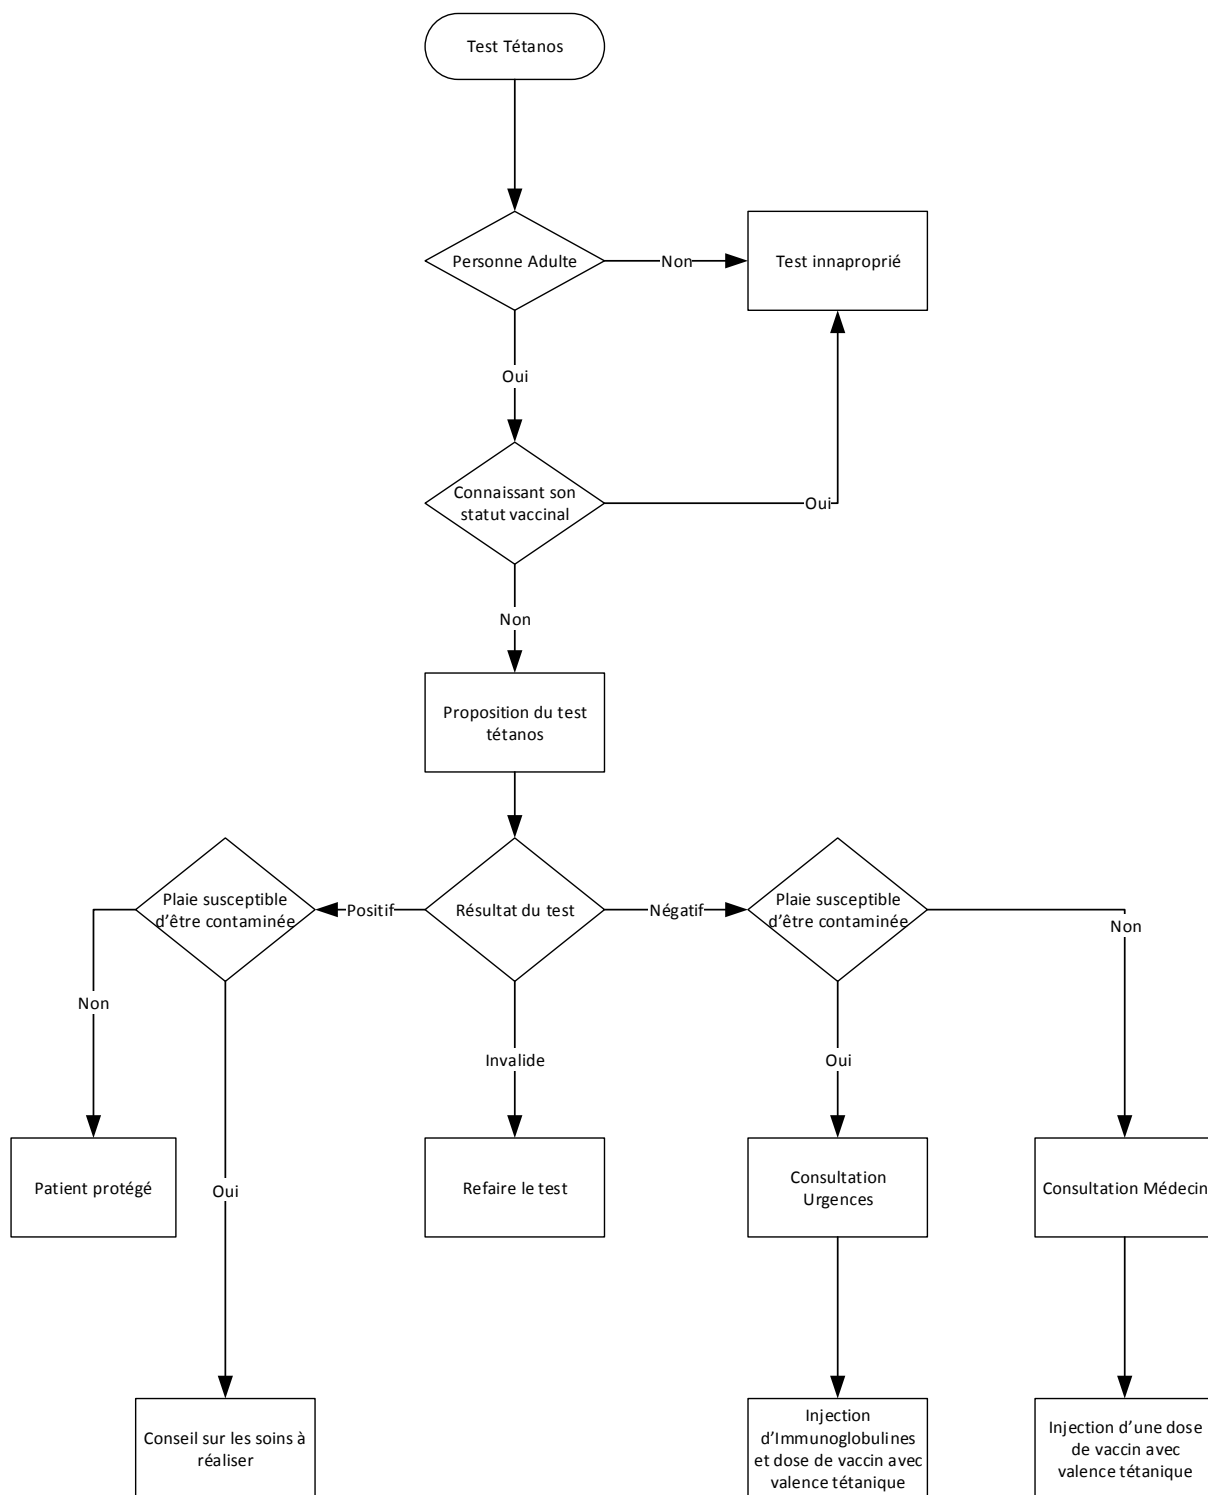 Test Tétanos
Personne Adulte
Non
Test innaproprié
Oui
Connaissant son
statut vaccinal
Oui
Non
Proposition du test
tétanos
Plaie susceptible
d’être contaminée
Positif
Résultat du test
Négatif
Plaie susceptible
d’être contaminée
Non
Non
Invalide
Oui
Patient protégé
Oui
Refaire le test
Consultation
Urgences
Consultation Médecin
Conseil sur les soins à
réaliser
Injection
d’Immunoglobulines
et dose de vaccin avec
valence tétanique
Injection d’une dose
de vaccin avec
valence tétanique